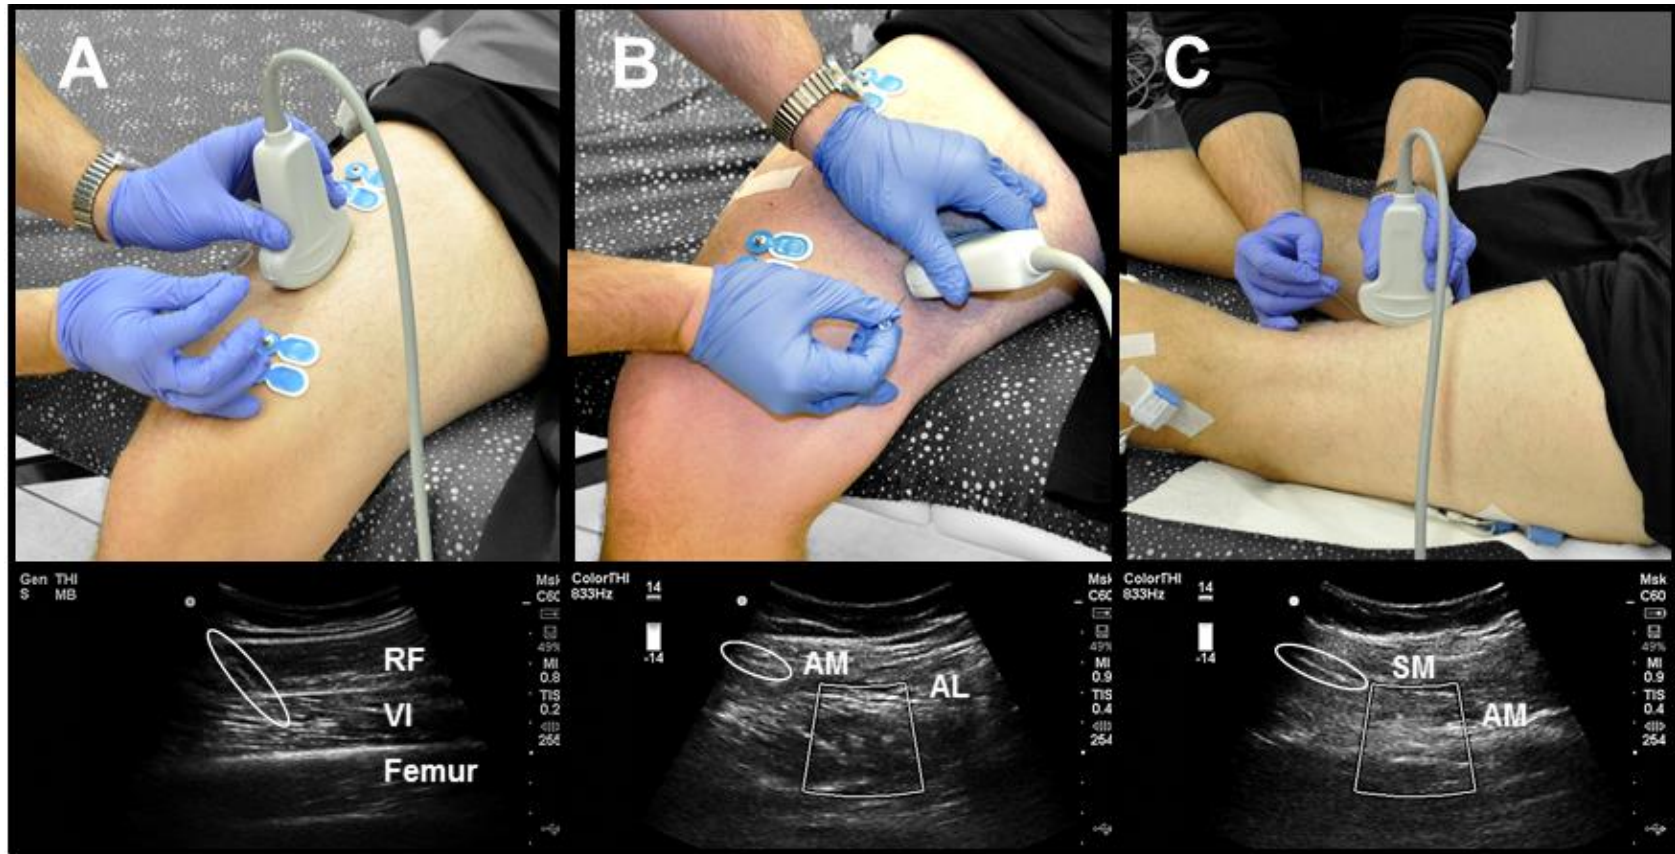 A
B
C
Gen THI
S MB
Msk
C60
49%
MI
0.8
TIS
0.2
RF
VI
Femur
ColorTHI
833Hz
14
-14
Msk
C60
49%
MI
0.9
TIS
0.4
254
AM
AL
ColorTHI
833Hz
14
-14
Msk
C60
49%
MI
0.9
TIS
0.4
254
SM
AM